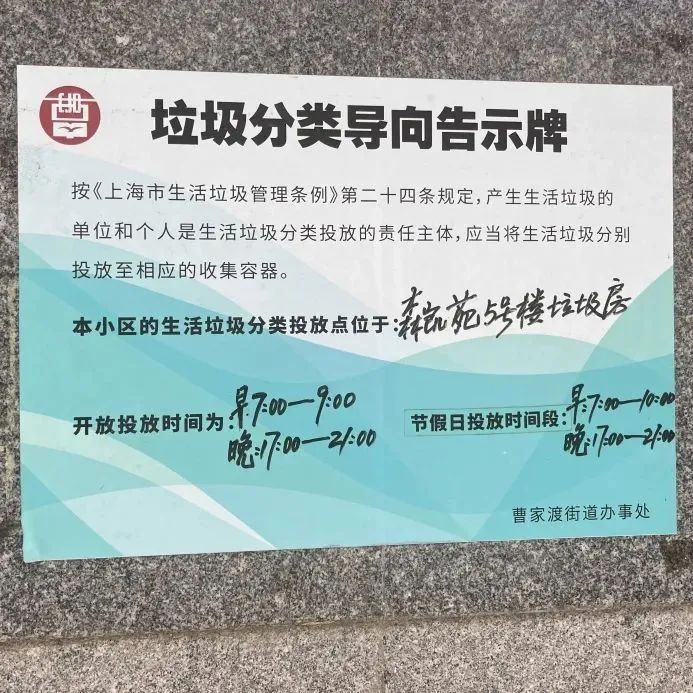 垃圾分类导向告示牌
按《上海市生活垃圾管理条例》第二十四条规定，产生生活垃圾的
单位和个人是生活垃圾分类投放的责任主体，应当将生活垃圾分别
投放至相应的收集容器。
本小区的生活垃圾分类投放点位于：森凯苑5号楼垃圾房
开放投放时间为：早：7:00—9:00
晚：17:00—21:00
节假日投放时间段：早：7:00—10:00
晚：17:00—21:00
曹家渡街道办事处